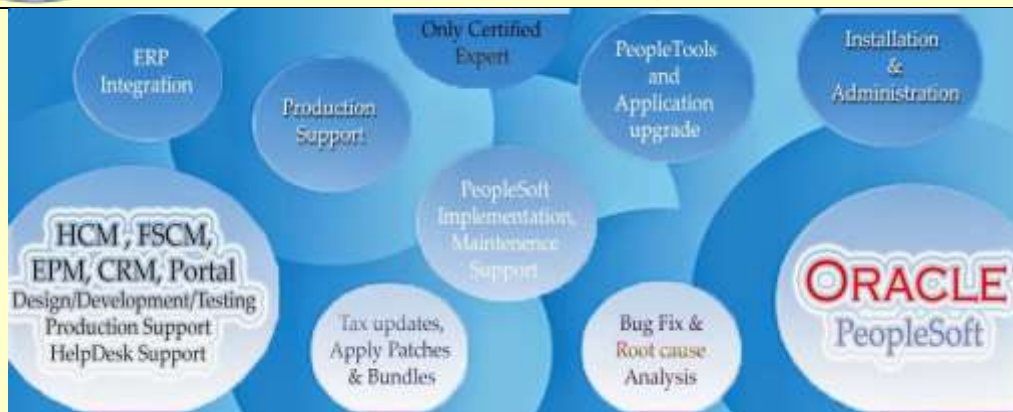 ERP
Integration
Production
Support
Only Certified
Expert
PeopleTools
and
Application
upgrade
Installation
&
Administration
PeopleSoft
Implementation,
Maintenence
Support
HCM , FSCM,
EPM, CRM, Portal
Design/Development/Testing
Production Support
HelpDesk Support
Tax updates,
Apply Patches
& Bundles
Bug Fix &
Root cause
Analysis
ORACLE
PeopleSoft